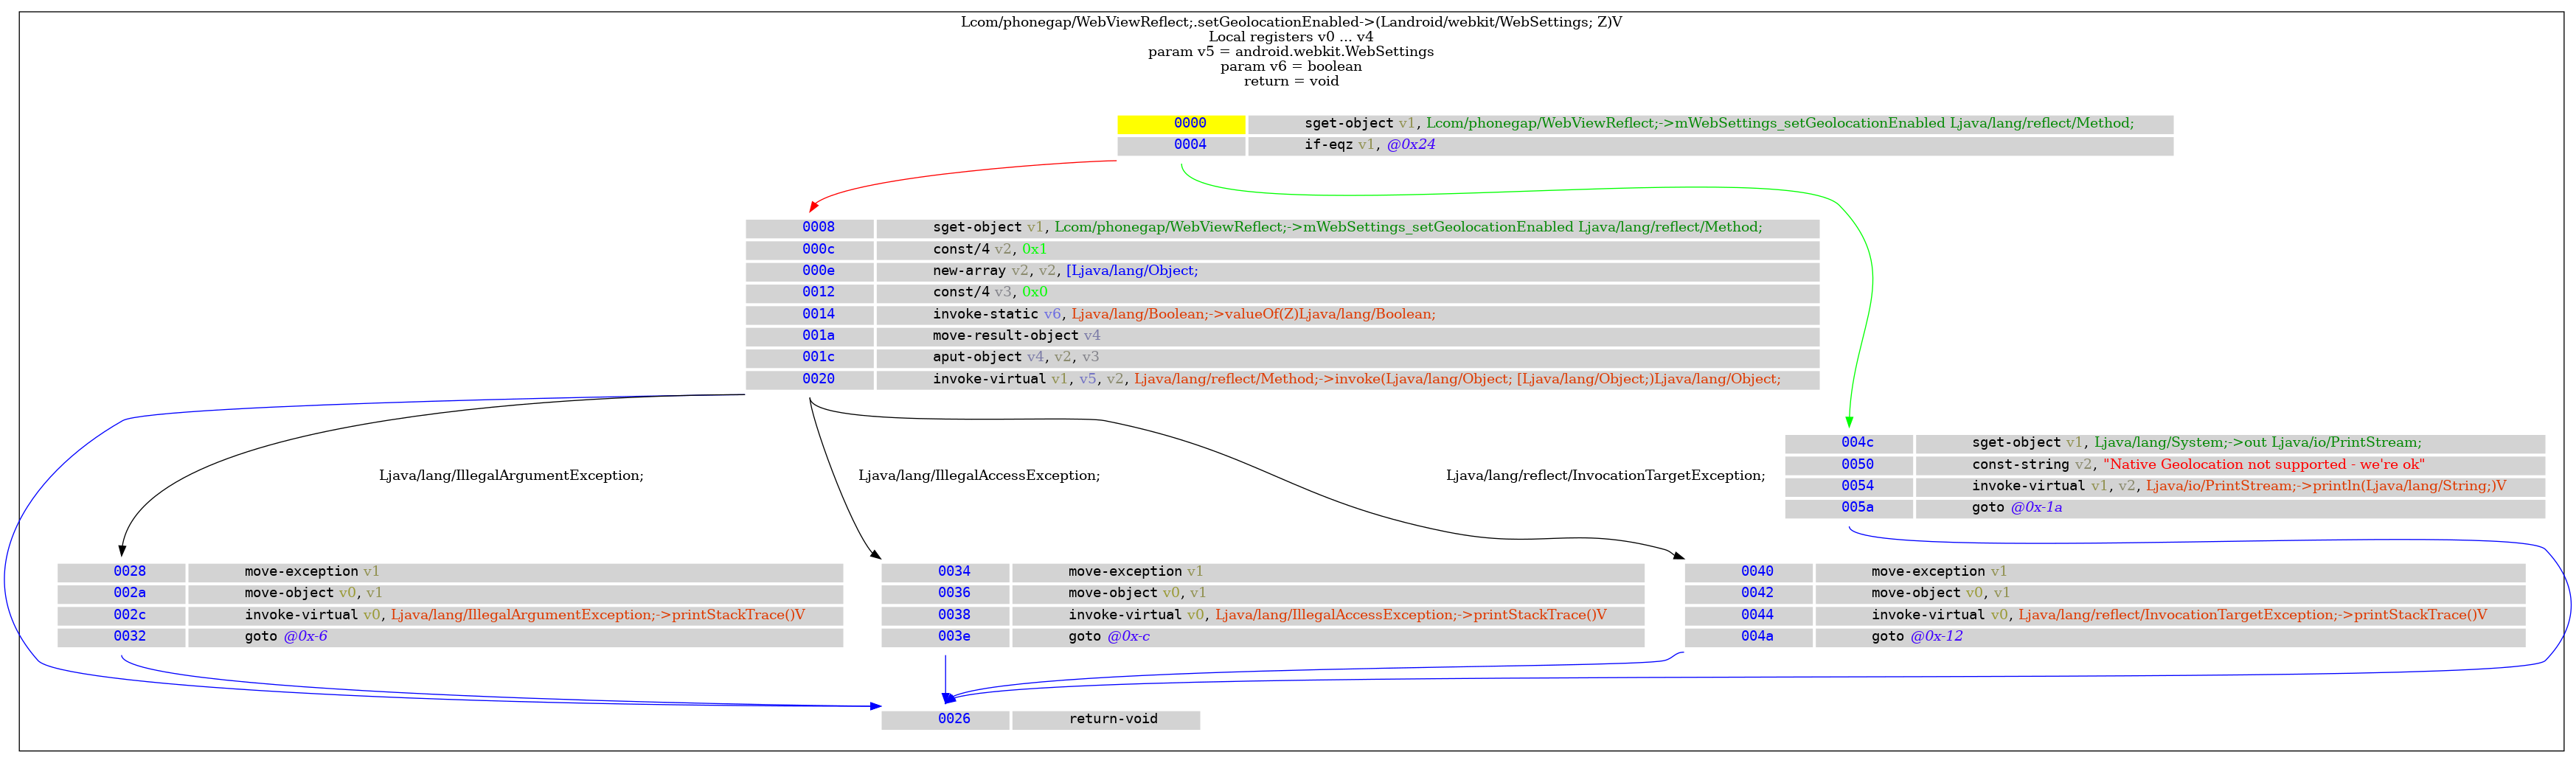 Lcom/phonegap/WebViewReflect;.setGeolocationEnabled->(Landroid/webkit/WebSettings; Z)V
Local registers v0 ... v4
param v5 = android.webkit.WebSettings
param v6 = boolean
return = void
0000 sget-object v1, Lcom/phonegap/WebViewReflect;->mWebSettings_setGeolocationEnabled Ljava/lang/reflect/Method;
0004 if-eqz v1, @0x24
0008 sget-object v1, Lcom/phonegap/WebViewReflect;->mWebSettings_setGeolocationEnabled Ljava/lang/reflect/Method;
000c const/4 v2, 0x1
000e new-array v2, v2, [Ljava/lang/Object;
0012 const/4 v3, 0x0
0014 invoke-static v6, Ljava/lang/Boolean;->valueOf(Z)Ljava/lang/Boolean;
001a move-result-object v4
001c aput-object v4, v2, v3
0020 invoke-virtual v1, v5, v2, Ljava/lang/reflect/Method;->invoke(Ljava/lang/Object; [Ljava/lang/Object;)Ljava/lang/Object;
004c sget-object v1, Ljava/lang/System;->out Ljava/io/PrintStream;
0050 const-string v2, "Native Geolocation not supported - we're ok"
0054 invoke-virtual v1, v2, Ljava/io/PrintStream;->println(Ljava/lang/String;)V
005a goto @0x-1a
Ljava/lang/IllegalArgumentException;
Ljava/lang/IllegalAccessException;
Ljava/lang/reflect/InvocationTargetException;
0028 move-exception v1
002a move-object v0, v1
002c invoke-virtual v0, Ljava/lang/IllegalArgumentException;->printStackTrace()V
0032 goto @0x-6
0034 move-exception v1
0036 move-object v0, v1
0038 invoke-virtual v0, Ljava/lang/IllegalAccessException;->printStackTrace()V
003e goto @0x-c
0040 move-exception v1
0042 move-object v0, v1
0044 invoke-virtual v0, Ljava/lang/reflect/InvocationTargetException;->printStackTrace()V
004a goto @0x-12
0026 return-void